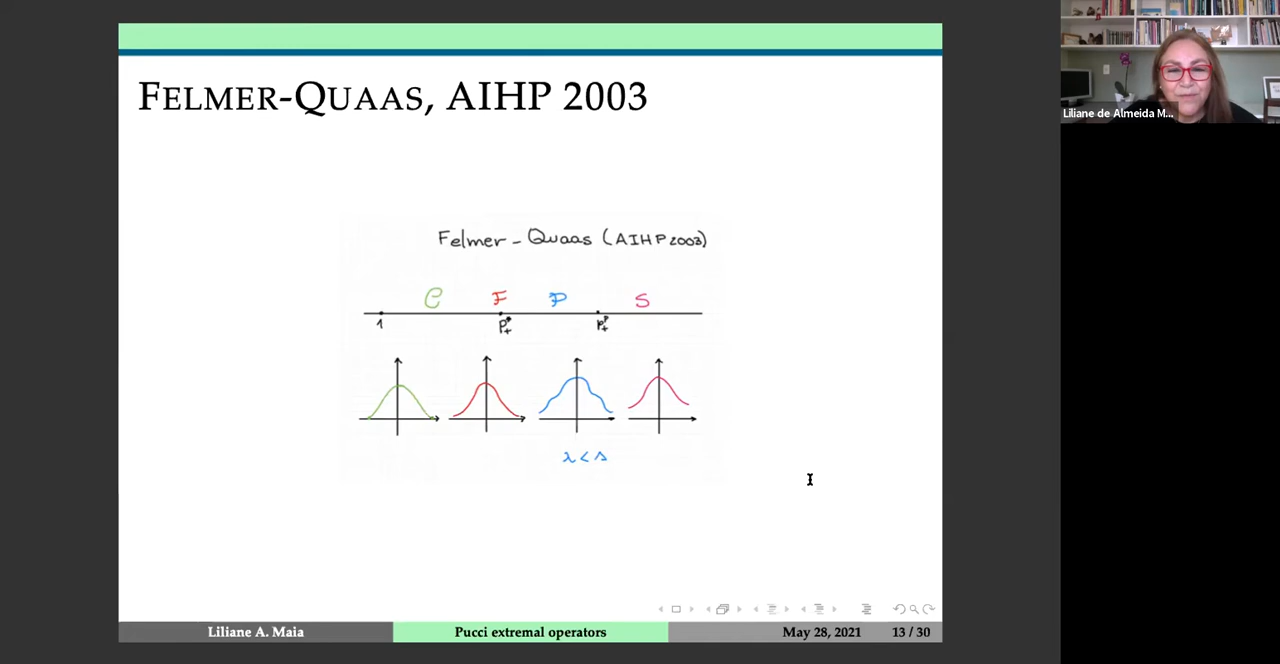 FELMER-QUAAS, AIHP 2003
Liliane de Almeida M...
Felmer - Quaas (AIHP 2003)
C F P S
1 p*+ pp+
λ < Λ
Liliane A. Maia Pucci extremal operators May 28, 2021 13 / 30